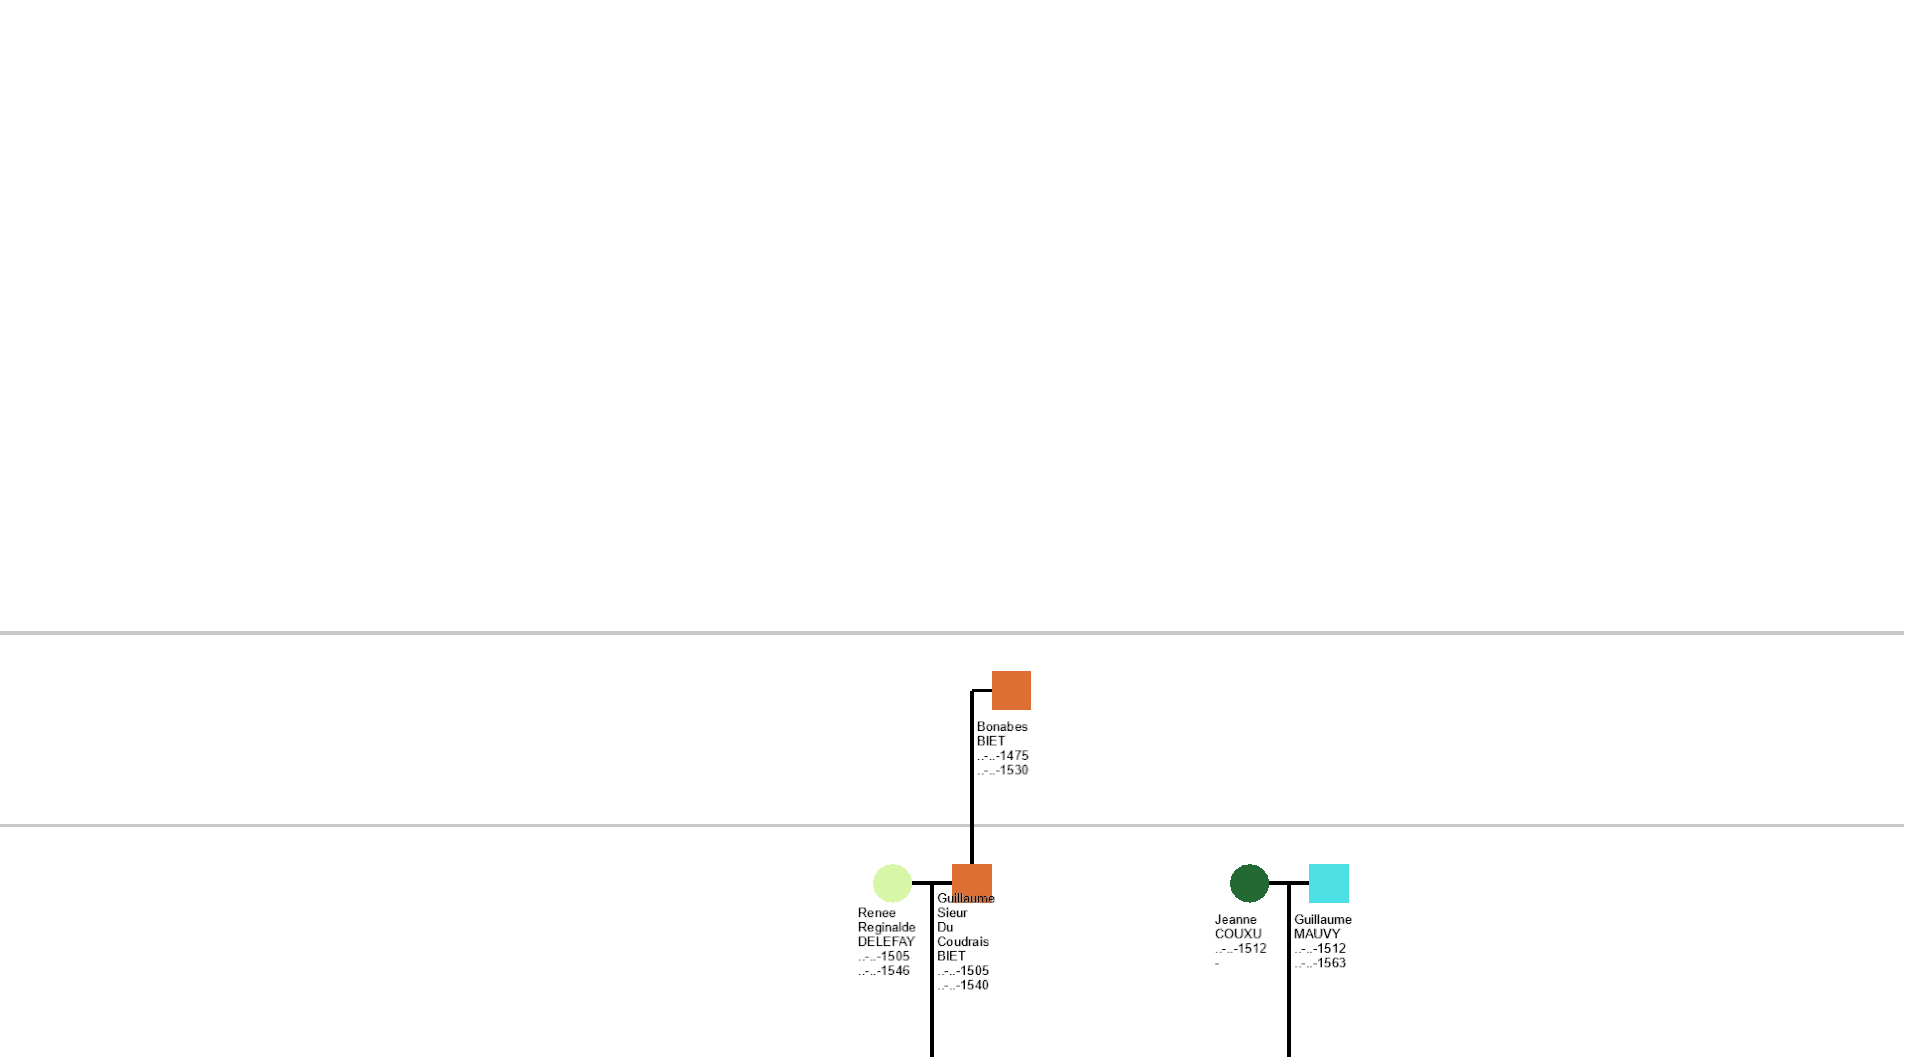 Bonabes
BIET
..-..-1475
..-..-1530
Renee
Reginalde
DELEFAY
..-..-1505
..-..-1546
Guillaume
Sieur
Du
Coudrais
BIET
..-..-1505
..-..-1540
Jeanne
COUXU
..-..-1512
-
Guillaume
MAUVY
..-..-1512
..-..-1563